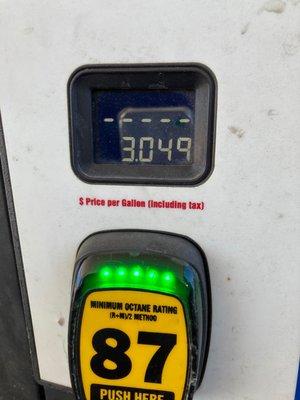 - - - - -
3.049
$ Price per Gallon (including tax)
MINIMUM OCTANE RATING
(R+M)/2 METHOD
87
PUSH HERE